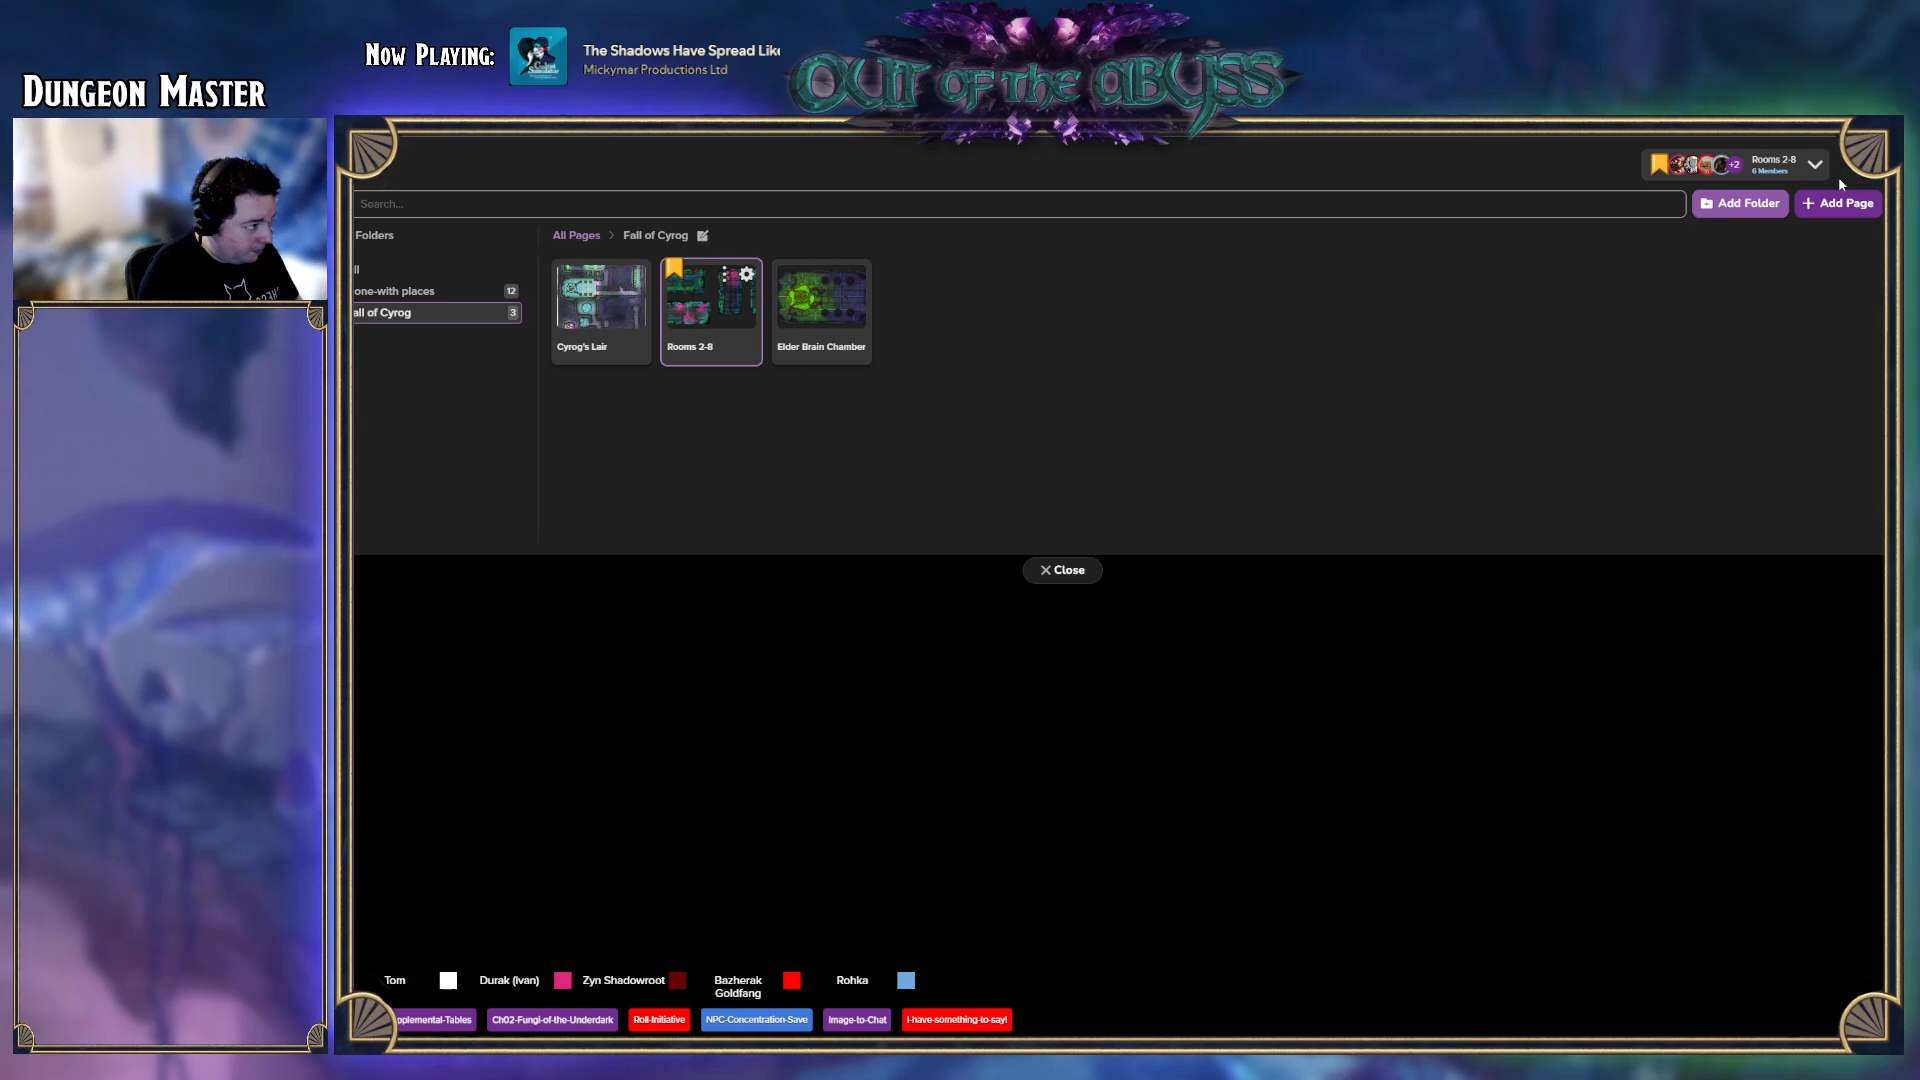 Now Playing:
The Shadows Have Spread Like
Mickymar Productions Ltd
OUT OF THE ABYSS
Dungeon Master
+2
Rooms 2-8
6 Members
Search...
Add Folder
+ Add Page
Folders
All Pages > Fall of Cyrog
ll
one-with places 12
all of Cyrog 3
Cyrog's Lair
Rooms 2-8
Elder Brain Chamber
X Close
Tom
Durak (Ivan)
Zyn Shadowroot
Bazherak
Goldfang
Rohka
pplemental-Tables
Ch02-Fungi-of-the-Underdark
Roll-Initiative
NPC-Concentration-Save
Image-to-Chat
I-have-something-to-say!